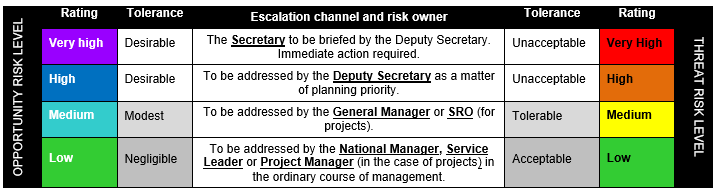 Rating Tolerance Escalation channel and risk owner Tolerance Rating
OPPORTUNITY RISK LEVEL
Very high Desirable The Secretary to be briefed by the Deputy Secretary. Unacceptable Very High
Immediate action required.
High Desirable To be addressed by the Deputy Secretary as a matter Unacceptable High
of planning priority.
Medium Modest To be addressed by the General Manager or SRO (for Tolerable Medium
projects).
Low Negligible To be addressed by the National Manager, Service Acceptable Low
Leader or Project Manager (in the case of projects) in
the ordinary course of management.
THREAT RISK LEVEL